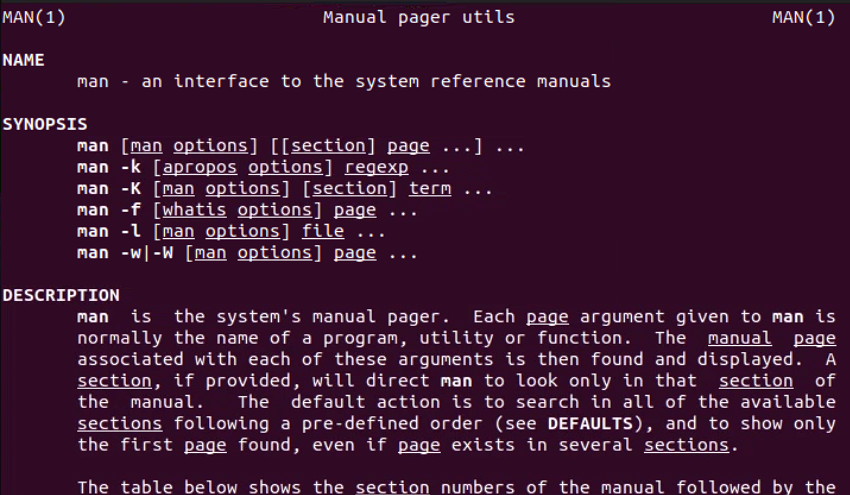 MAN(1) Manual pager utils MAN(1)
NAME
man - an interface to the system reference manuals
SYNOPSIS
man [man options] [[section] page ...] ...
man -k [apropos options] regexp ...
man -K [man options] [section] term ...
man -f [whatis options] page ...
man -l [man options] file ...
man -w|-W [man options] page ...
DESCRIPTION
man is the system's manual pager. Each page argument given to man is
normally the name of a program, utility or function. The manual page
associated with each of these arguments is then found and displayed. A
section, if provided, will direct man to look only in that section of
the manual. The default action is to search in all of the available
sections following a pre-defined order (see DEFAULTS), and to show only
the first page found, even if page exists in several sections.
The table below shows the section numbers of the manual followed by the